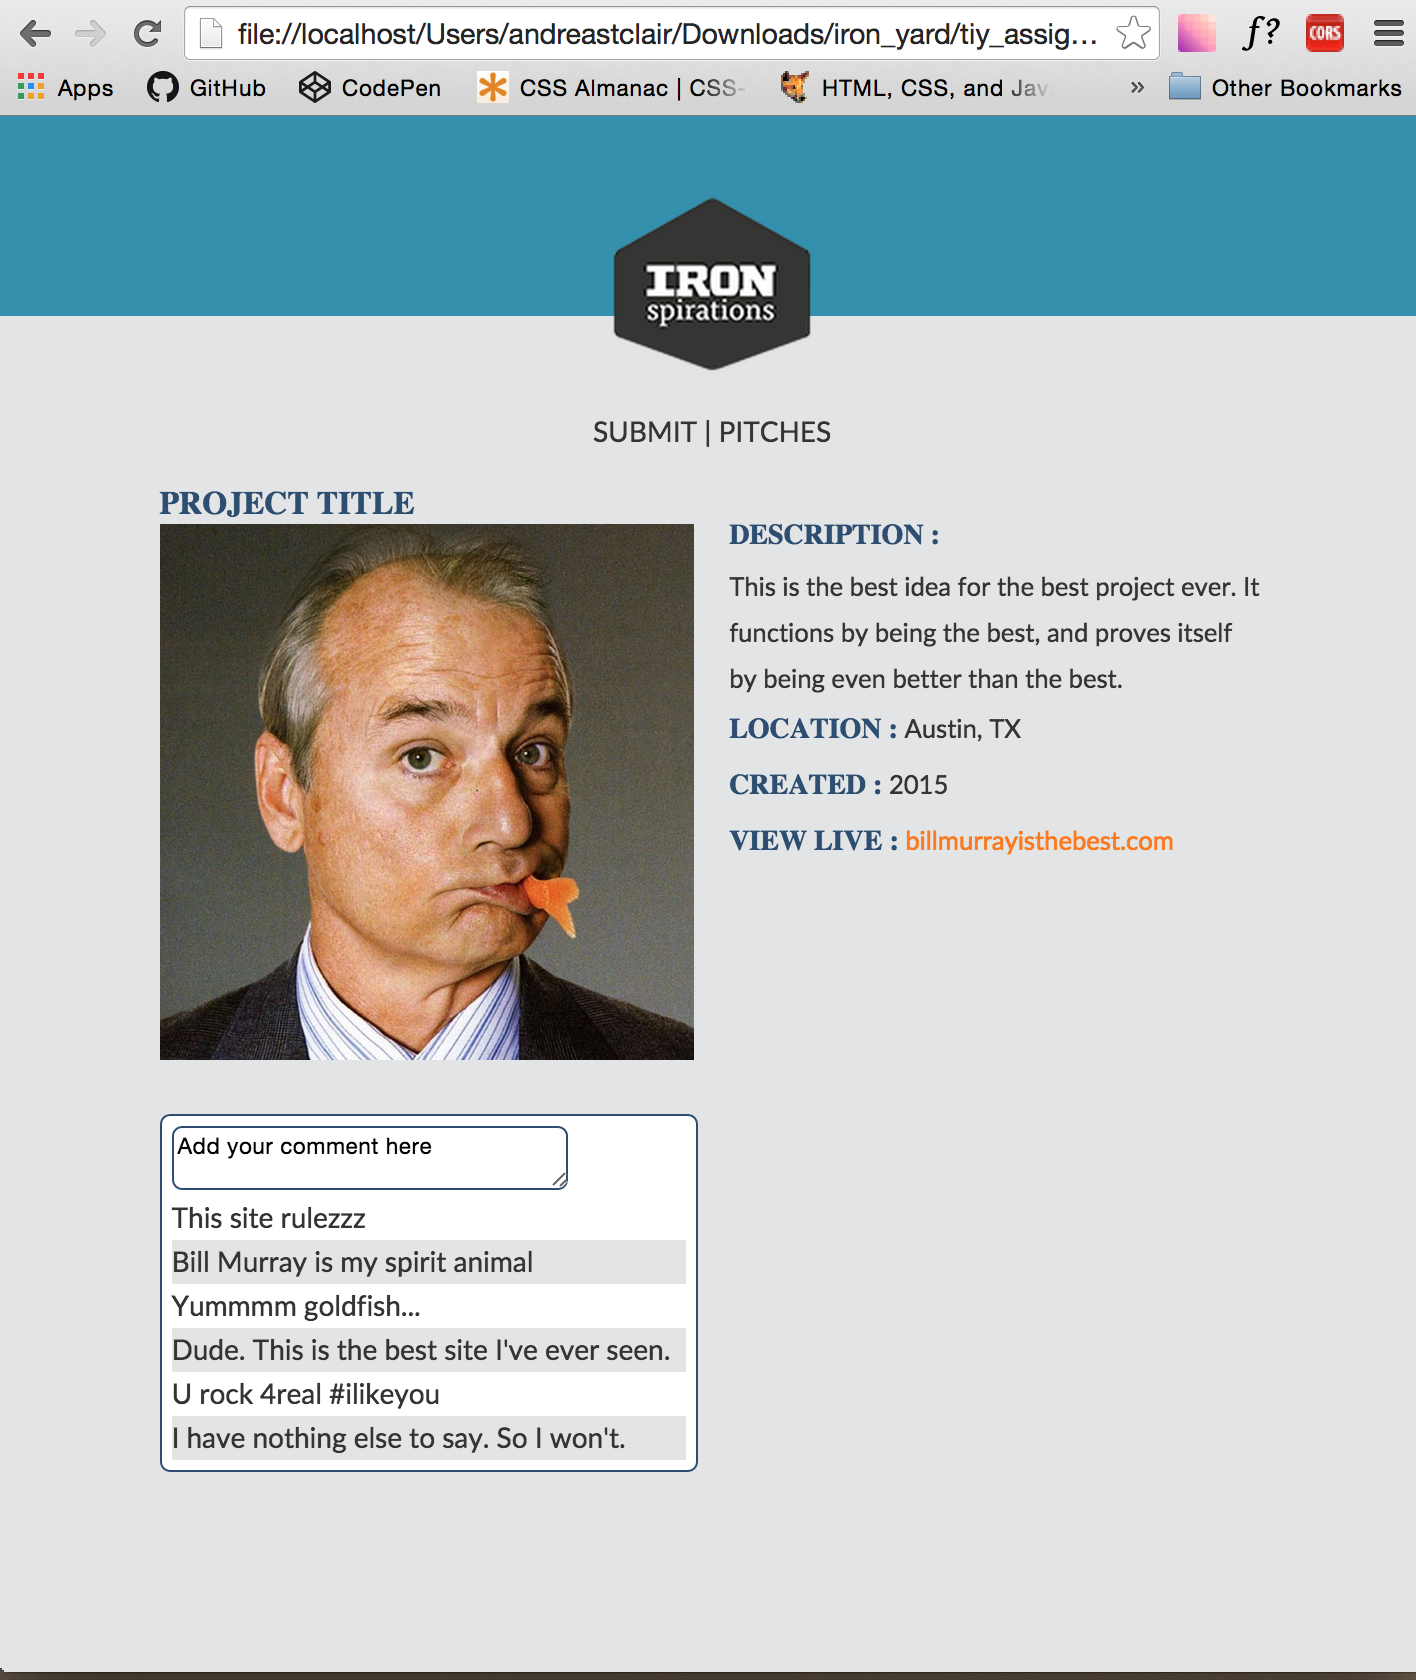 file://localhost/Users/andreastclair/Downloads/iron_yard/tiy_assig...
f?
CORS
Apps
GitHub
CodePen
CSS Almanac | CSS-
HTML, CSS, and Jav
»
Other Bookmarks
IRON
spirations
SUBMIT | PITCHES
PROJECT TITLE
DESCRIPTION :
This is the best idea for the best project ever. It
functions by being the best, and proves itself
by being even better than the best.
LOCATION : Austin, TX
CREATED : 2015
VIEW LIVE : billmurrayisthebest.com
Add your comment here
This site rulezzz
Bill Murray is my spirit animal
Yummmm goldfish...
Dude. This is the best site I've ever seen.
U rock 4real #ilikeyou
I have nothing else to say. So I won't.